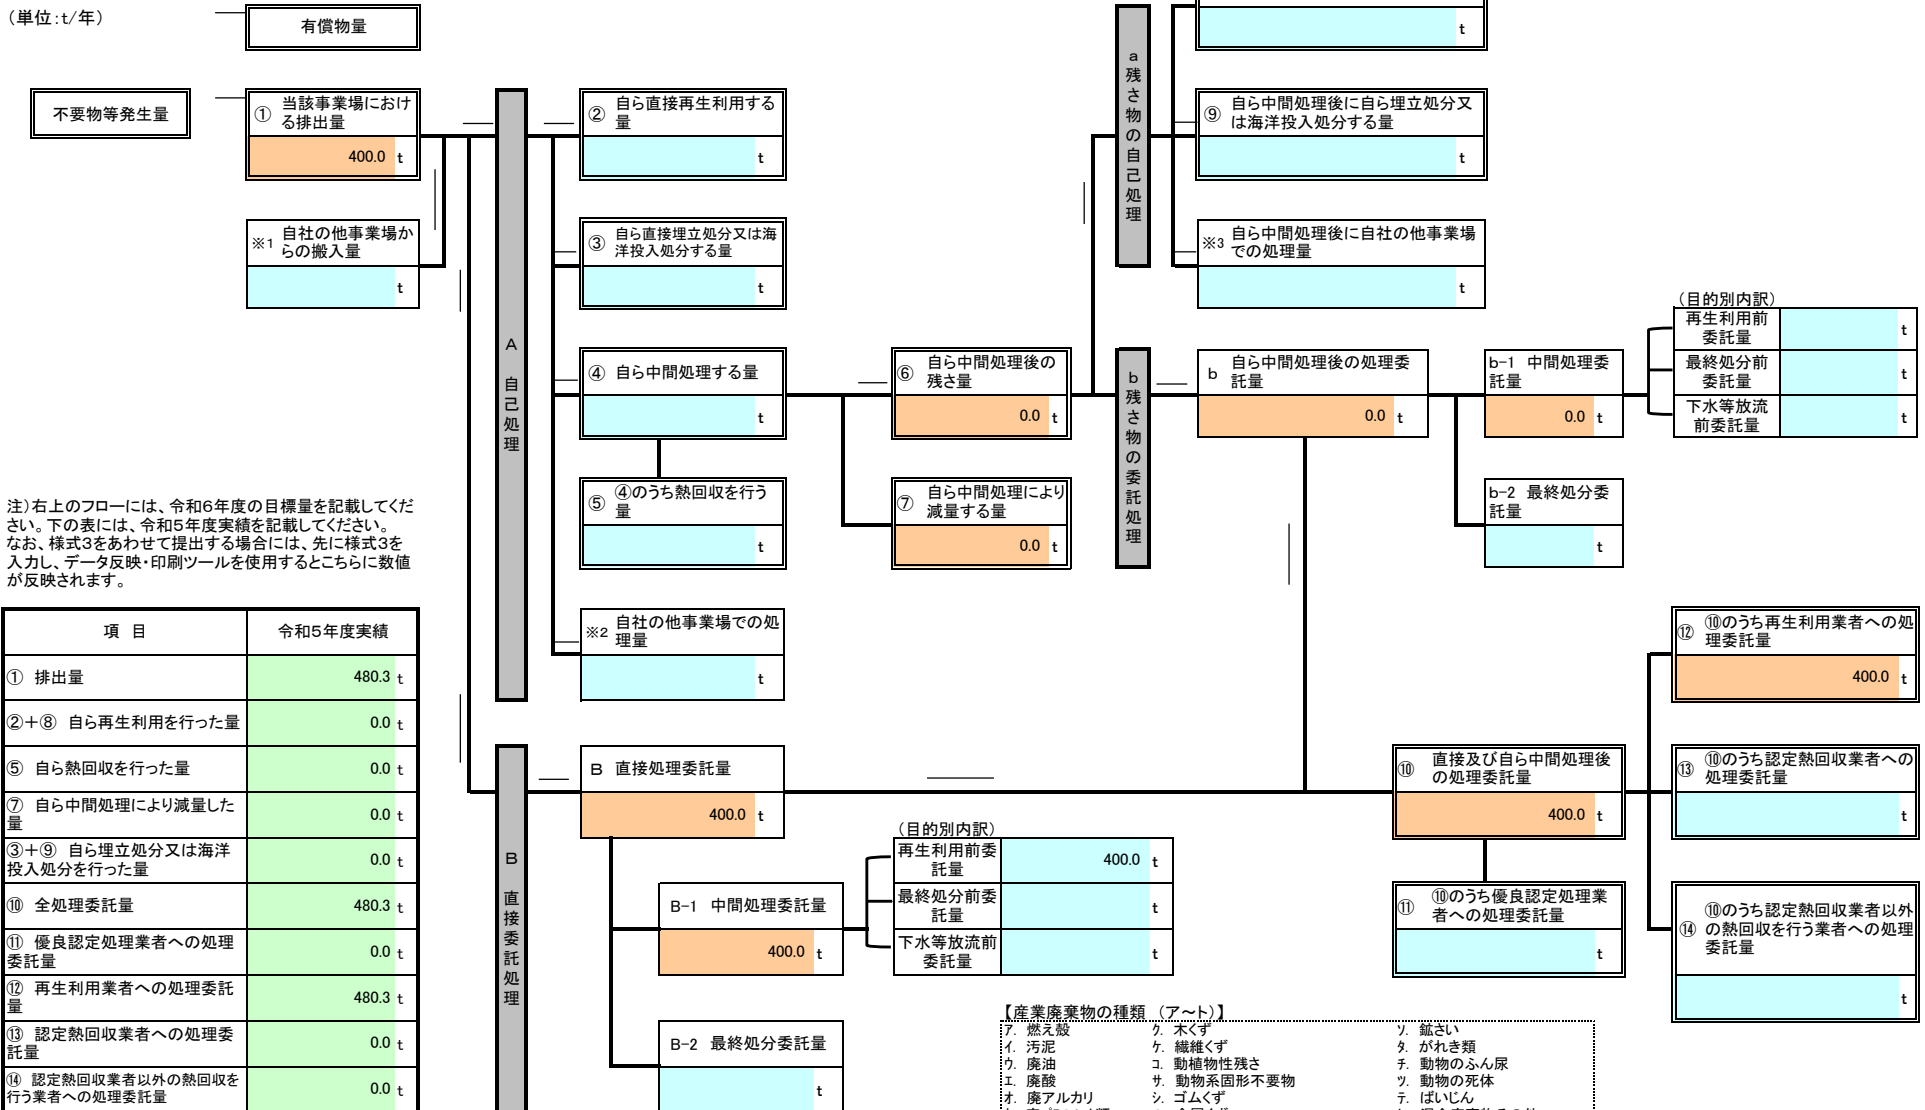 （単位：t/年）
有償物量
不要物等発生量
① 当該事業場におけ
る排出量
400.0 t
※1 自社の他事業場か
らの搬入量
t
A 自己処理
② 自ら直接再生利用する
量
t
③ 自ら直接埋立処分又は海
洋投入処分する量
t
④ 自ら中間処理する量
t
⑤ ④のうち熱回収を行う
量
t
※2 自社の他事業場での処
理量
t
⑥ 自ら中間処理後の
残さ量
0.0 t
⑦ 自ら中間処理により
減量する量
0.0 t
a 残さ物の自己処理
t
⑨ 自ら中間処理後に自ら埋立処分又
は海洋投入処分する量
t
※3 自ら中間処理後に自社の他事業場
での処理量
t
b 残さ物の委託処理
b 自ら中間処理後の処理委
託量
0.0 t
b-1 中間処理委
託量
0.0 t
（目的別内訳）
再生利用前
委託量
t
最終処分前
委託量
t
下水等放流
前委託量
t
b-2 最終処分委
託量
t
注）右上のフローには、令和６年度の目標量を記載してくだ
さい。下の表には、令和５年度実績を記載してください。
なお、様式３をあわせて提出する場合には、先に様式３を
入力し、データ反映・印刷ツールを使用するとこちらに数値
が反映されます。
項 目 令和５年度実績
① 排出量 480.3 t
②＋⑧ 自ら再生利用を行った量 0.0 t
⑤ 自ら熱回収を行った量 0.0 t
⑦ 自ら中間処理により減量した
量 0.0 t
③＋⑨ 自ら埋立処分又は海洋
投入処分を行った量 0.0 t
⑩ 全処理委託量 480.3 t
⑪ 優良認定処理業者への処理
委託量 0.0 t
⑫ 再生利用業者への処理委託
量 480.3 t
⑬ 認定熱回収業者への処理委
託量 0.0 t
⑭ 認定熱回収業者以外の熱回収を
行う業者への処理委託量 0.0 t
B 直接委託処理
B 直接処理委託量
400.0 t
B-1 中間処理委託量
400.0 t
（目的別内訳）
再生利用前委
託量
400.0 t
最終処分前委
託量
t
下水等放流前
委託量
t
B-2 最終処分委託量
t
⑩ 直接及び自ら中間処理後
の処理委託量
400.0 t
⑪ ⑩のうち優良認定処理業
者への処理委託量
t
⑫ ⑩のうち再生利用業者への処
理委託量
400.0 t
⑬ ⑩のうち認定熱回収業者への
処理委託量
t
⑭ ⑩のうち認定熱回収業者以外
の熱回収を行う業者への処理
委託量
t
【産業廃棄物の種類 （ア～ト）】
ア. 燃え殻 ク. 木くず ソ. 鉱さい
イ. 汚泥 ケ. 繊維くず タ. がれき類
ウ. 廃油 コ. 動植物性残さ チ. 動物のふん尿
エ. 廃酸 サ. 動物系固形不要物 ツ. 動物の死体
オ. 廃アルカリ シ. ゴムくず テ. ばいじん